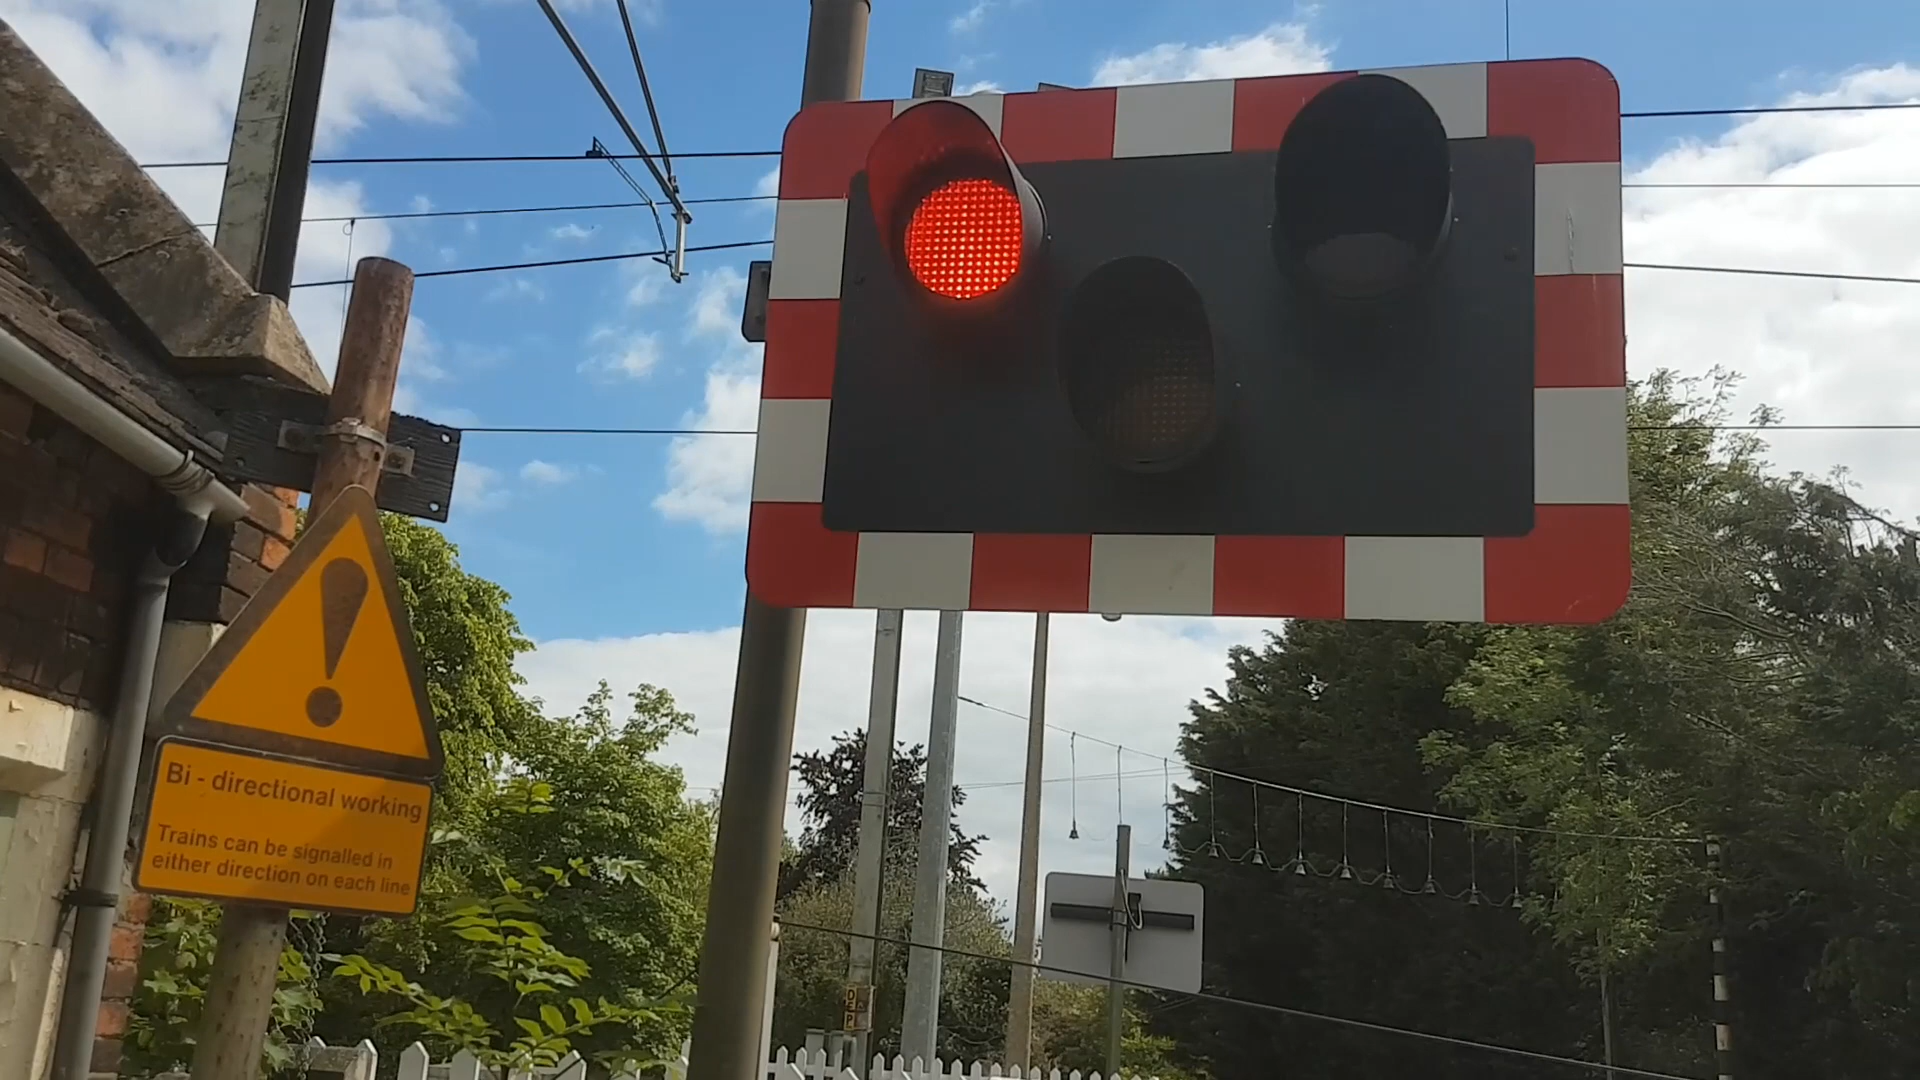 Bi - directional working
Trains can be signalled in
either direction on each line